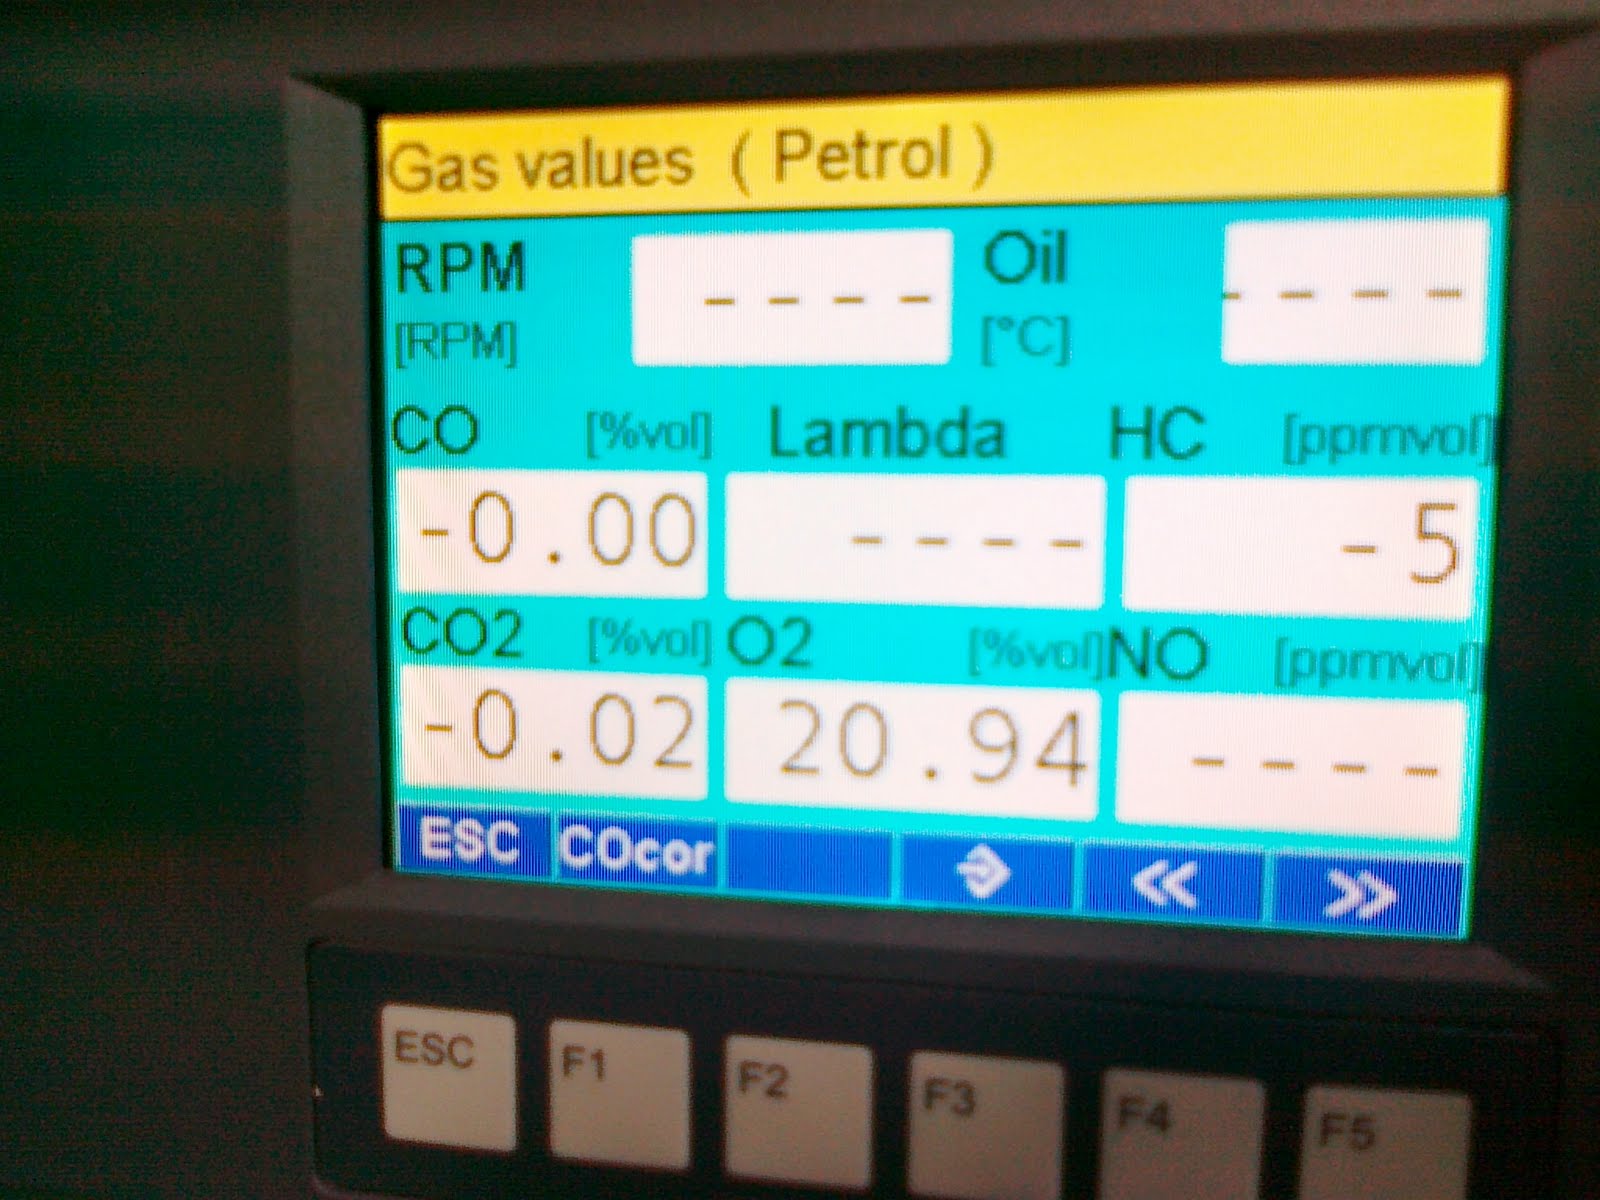 Gas values ( Petrol )
RPM ---- Oil ----
[RPM] [°C]
CO [%vol] Lambda HC [ppmvol]
-0.00 ---- -5
CO2 [%vol] O2 [%vol] NO [ppmvol]
-0.02 20.94 ----
ESC COcor « »
ESC F1 F2 F3 F4 F5